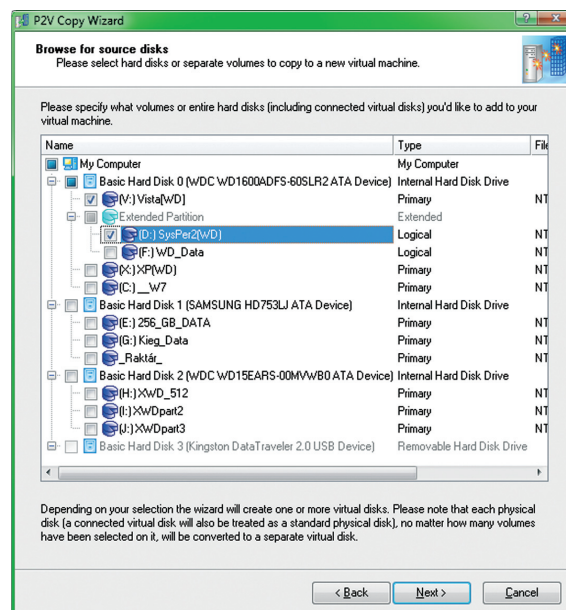 P2V Copy Wizard
Browse for source disks
Please select hard disks or separate volumes to copy to a new virtual machine.
Please specify what volumes or entire hard disks (including connected virtual disks) you'd like to add to your
virtual machine.
Name Type File
My Computer My Computer
Basic Hard Disk 0 (WDC WD1600ADFS-60SLR2 ATA Device) Internal Hard Disk Drive
(V:) Vista[WD] Primary NT
Extended Partition Extended
(D:) SysPer2(WD) Logical NT
(F:) WD_Data Logical NT
(X:) XP(WD) Primary NT
(C:) __W7 Primary NT
Basic Hard Disk 1 (SAMSUNG HD753LJ ATA Device) Internal Hard Disk Drive
(E:) 256_GB_DATA Primary NT
(G:) Kieg_Data Primary NT
_Raktár_ Primary NT
Basic Hard Disk 2 (WDC WD15EARS-00MVWB0 ATA Device) Internal Hard Disk Drive
(H:) XWD_512 Primary NT
(I:) XWDpart2 Primary NT
(J:) XWDpart3 Primary NT
Basic Hard Disk 3 (Kingston DataTraveler 2.0 USB Device) Removable Hard Disk Drive
Depending on your selection the wizard will create one or more virtual disks. Please note that each physical
disk (a connected virtual disk will also be treated as a standard physical disk), no matter how many volumes
have been selected on it, will be converted to a separate virtual disk.
< Back Next > Cancel